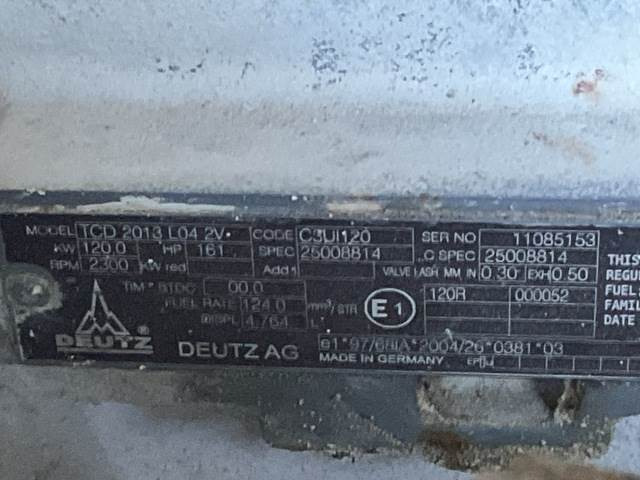 MODEL TCD 2013 L04 2V• CODE C3UI120 SER NO 11085153
KW 120.0 HP 161 SPEC 25008814 C SPEC 25008814 THIS
RPM 2300 KW red Add1 VALVE LASH MM IN 0.30 EXH 0.50 REGU
TIM ° BTDC 00.0 120R 000052 FUEL:
FUEL RATE 124.0 mm³/STR E1 FAMIL
DISPL 4.764 L DATE
DEUTZ ® DEUTZ AG e1*97/68IA*2004/26*0381*03
MADE IN GERMANY